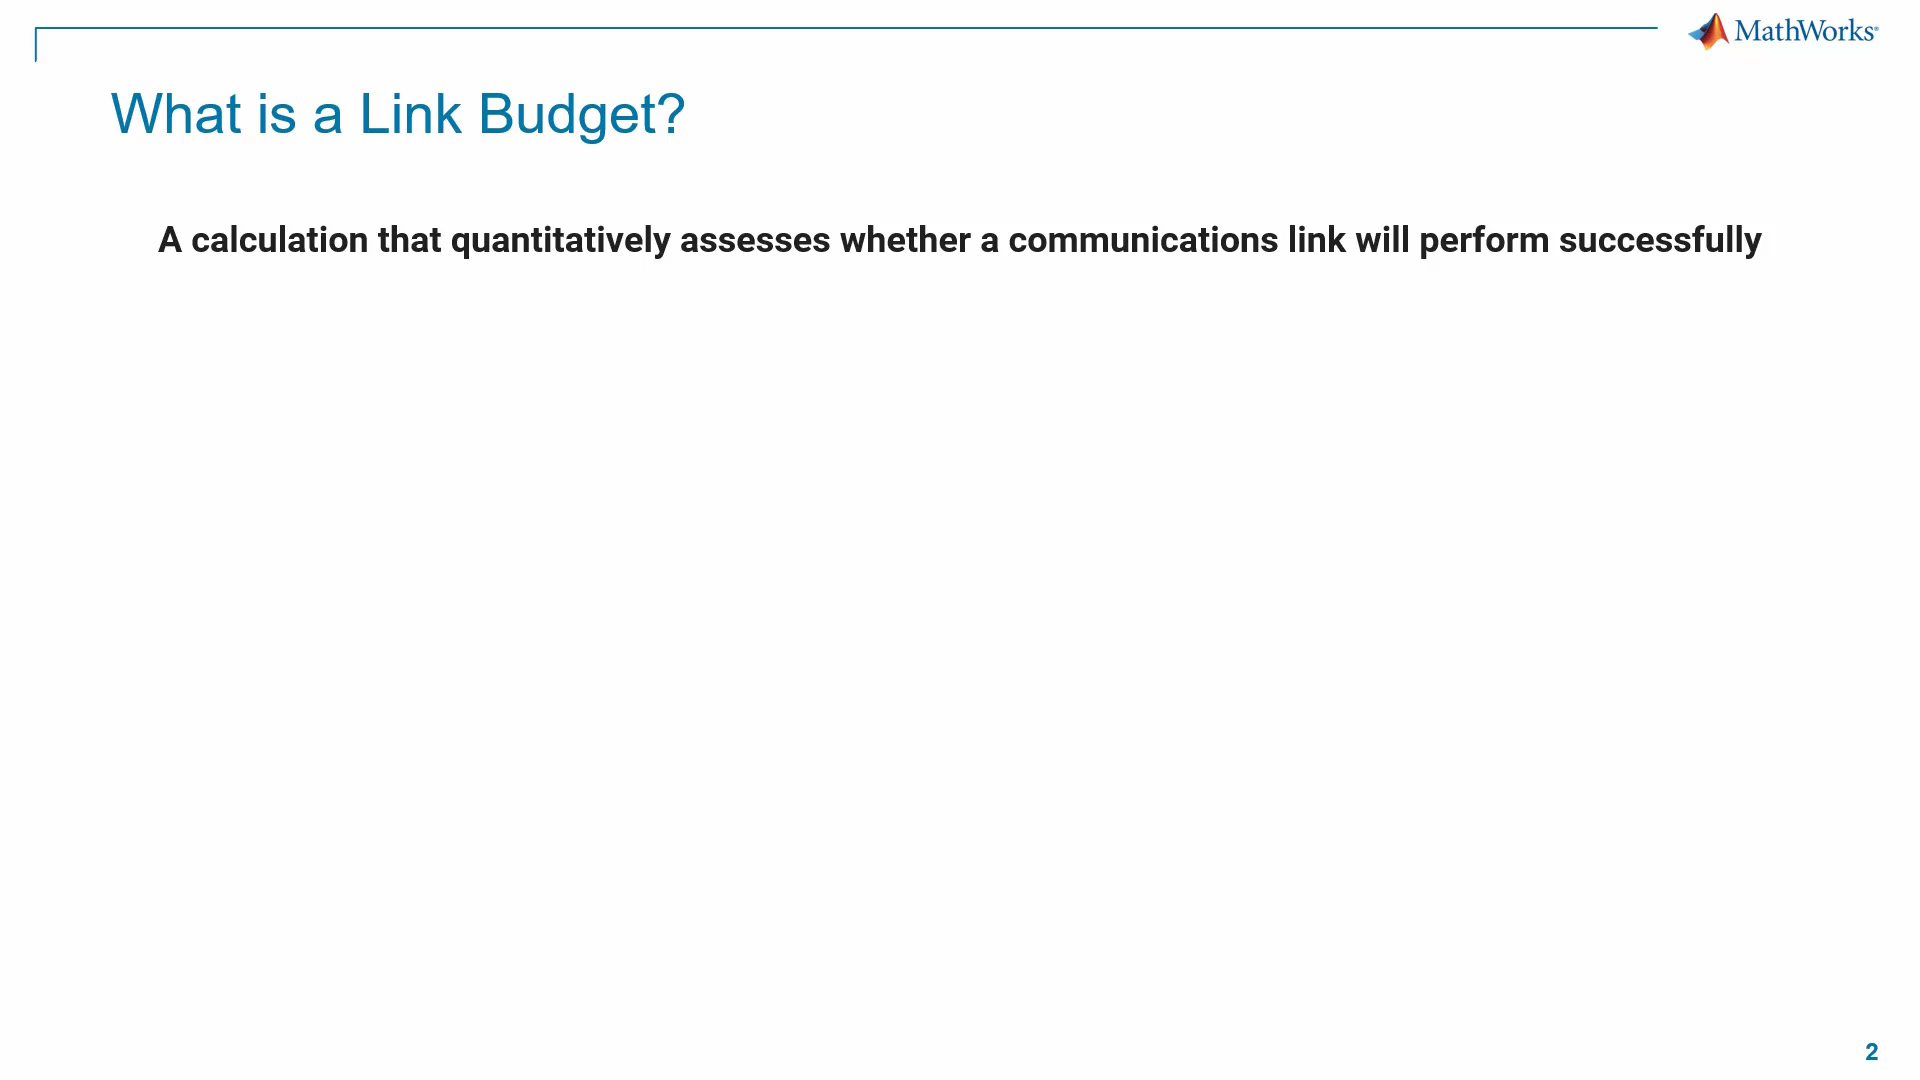 MathWorks®
What is a Link Budget?
A calculation that quantitatively assesses whether a communications link will perform successfully
2